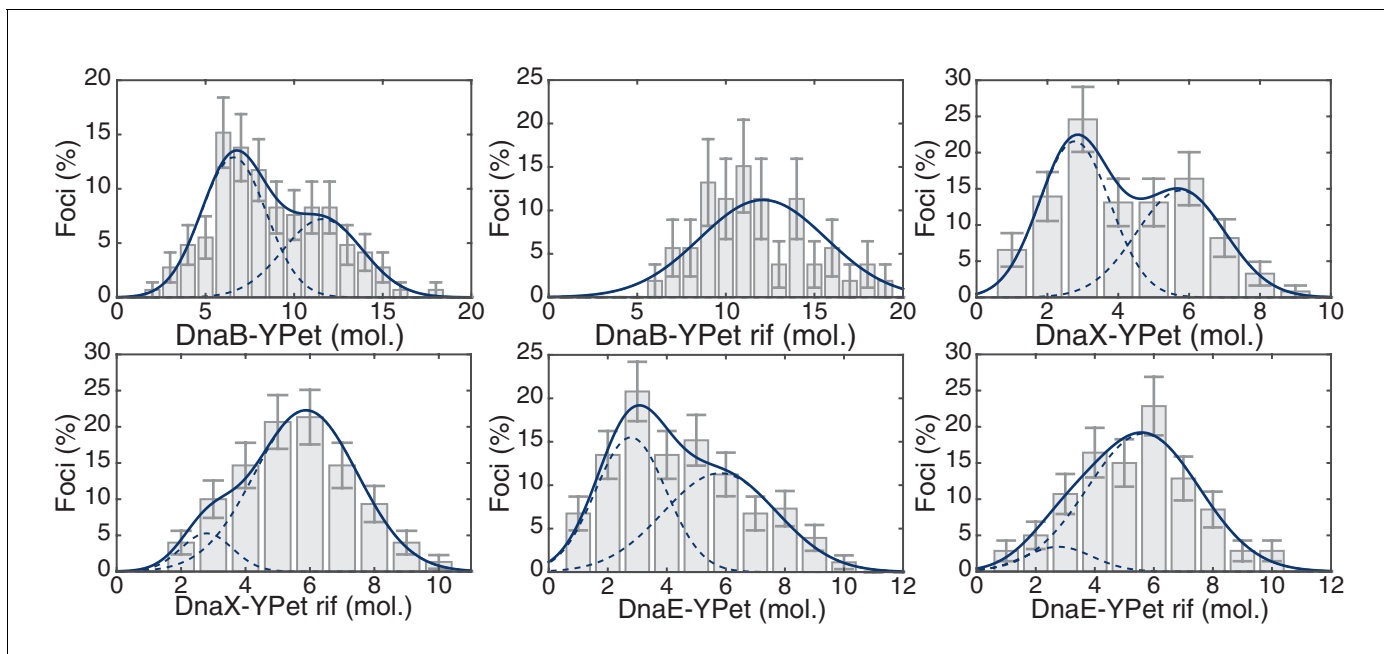 20
15
10
5
0
Foci (%)
0 5 10 15 20
DnaB-YPet (mol.)
25
20
15
10
5
0
Foci (%)
0 5 10 15 20
DnaB-YPet rif (mol.)
30
25
20
15
10
5
0
Foci (%)
0 2 4 6 8 10
DnaX-YPet (mol.)
30
25
20
15
10
5
0
Foci (%)
0 2 4 6 8 10
DnaX-YPet rif (mol.)
25
20
15
10
5
0
Foci (%)
0 2 4 6 8 10 12
DnaE-YPet (mol.)
30
25
20
15
10
5
0
Foci (%)
0 2 4 6 8 10 12
DnaE-YPet rif (mol.)